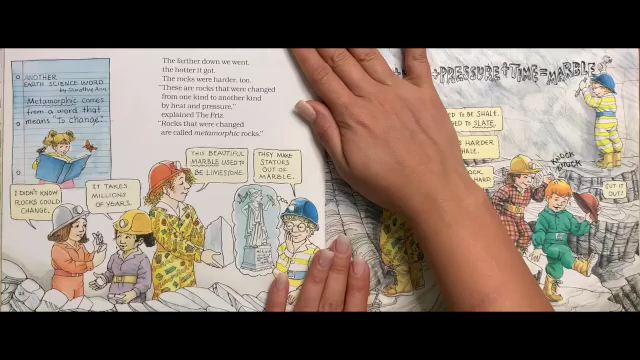 ANOTHER
EARTH SCIENCE WORD
by Dorothy Ann
Metamorphic comes
from a word that
means "to change."
The farther down we went,
the hotter it got.
The rocks were harder, too.
"These are rocks that were changed
from one kind to another kind
by heat and pressure,"
explained The Friz.
"Rocks that were changed
are called metamorphic rocks."
I DIDN'T KNOW
ROCKS COULD
CHANGE.
IT TAKES
MILLIONS
OF YEARS.
THIS BEAUTIFUL
MARBLE USED TO
BE LIMESTONE.
THEY MAKE
STATUES
OUT OF
MARBLE.
+PRESSURE+TIME=MARBLE
TO BE SHALE.
TO SLATE.
HARDER
KNOCK
KNOCK
CUT IT
OUT!